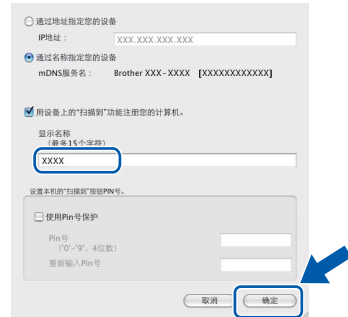 通过地址指定您的设备
IP地址： XXX.XXX.XXX.XXX
通过名称指定您的设备
mDNS服务名： Brother XXX-XXXX [XXXXXXXXXXXX]
用设备上的“扫描到”功能注册您的计算机。
显示名称
（最多15个字符）
XXXX
设置本机的“扫描到”按钮PIN号。
使用Pin号保护
Pin号
（‘0’-‘9’，4位数）
重新输入Pin号
取消 确定